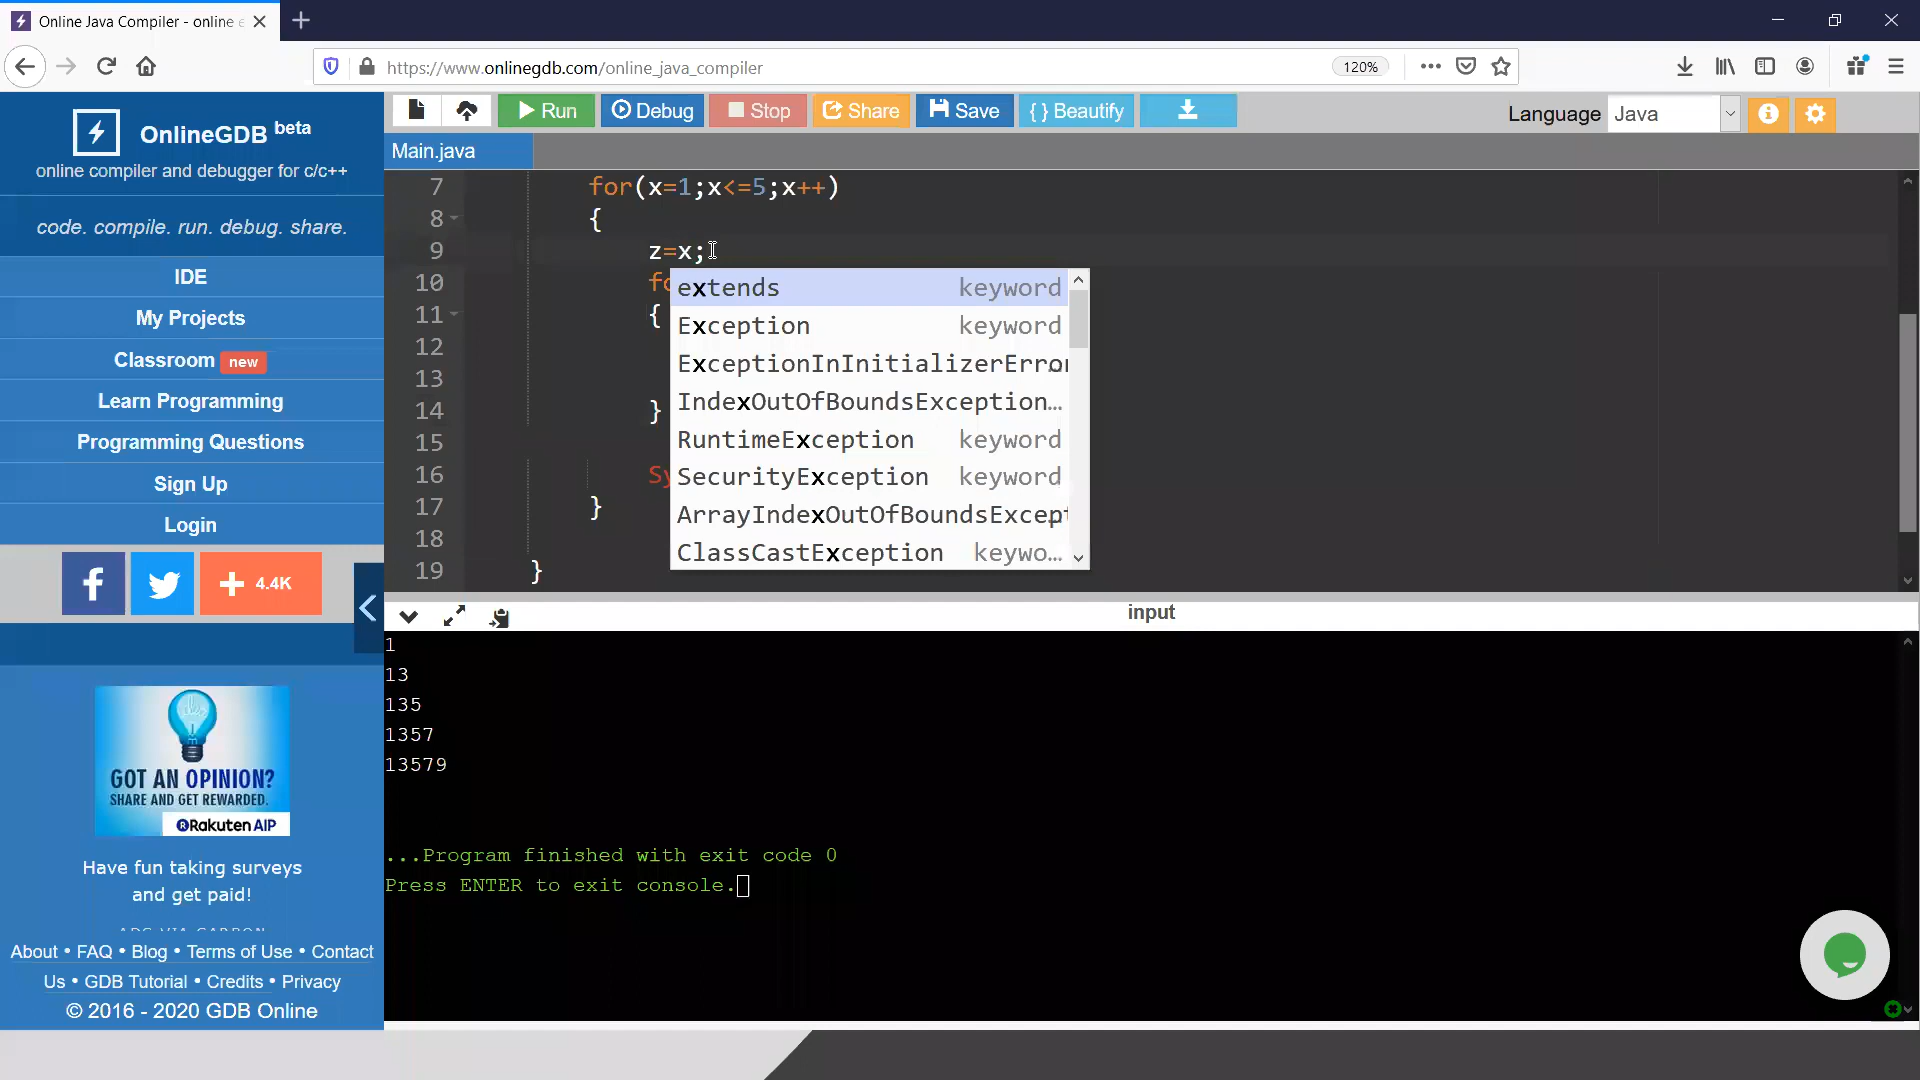 Online Java Compiler - online e
https://www.onlinegdb.com/online_java_compiler
120%
OnlineGDB beta
online compiler and debugger for c/c++
code. compile. run. debug. share.
IDE
My Projects
Classroom new
Learn Programming
Programming Questions
Sign Up
Login
+ 4.4K
GOT AN OPINION?
SHARE AND GET REWARDED.
Rakuten AIP
Have fun taking surveys
and get paid!
ADS VIA CARBON
About • FAQ • Blog • Terms of Use • Contact
Us • GDB Tutorial • Credits • Privacy
© 2016 - 2020 GDB Online
Run
Debug
Stop
Share
Save
{ } Beautify
Language Java
Main.java
7 for(x=1;x<=5;x++)
8 {
9 z=x;
10 fo
11 {
12
13
14 }
15
16 Sy
17 }
18
19 }
extends keyword
Exception keyword
ExceptionInInitializerError…
IndexOutOfBoundsException…
RuntimeException keyword
SecurityException keyword
ArrayIndexOutOfBoundsExcept…
ClassCastException keywo…
input
1
13
135
1357
13579
...Program finished with exit code 0
Press ENTER to exit console.